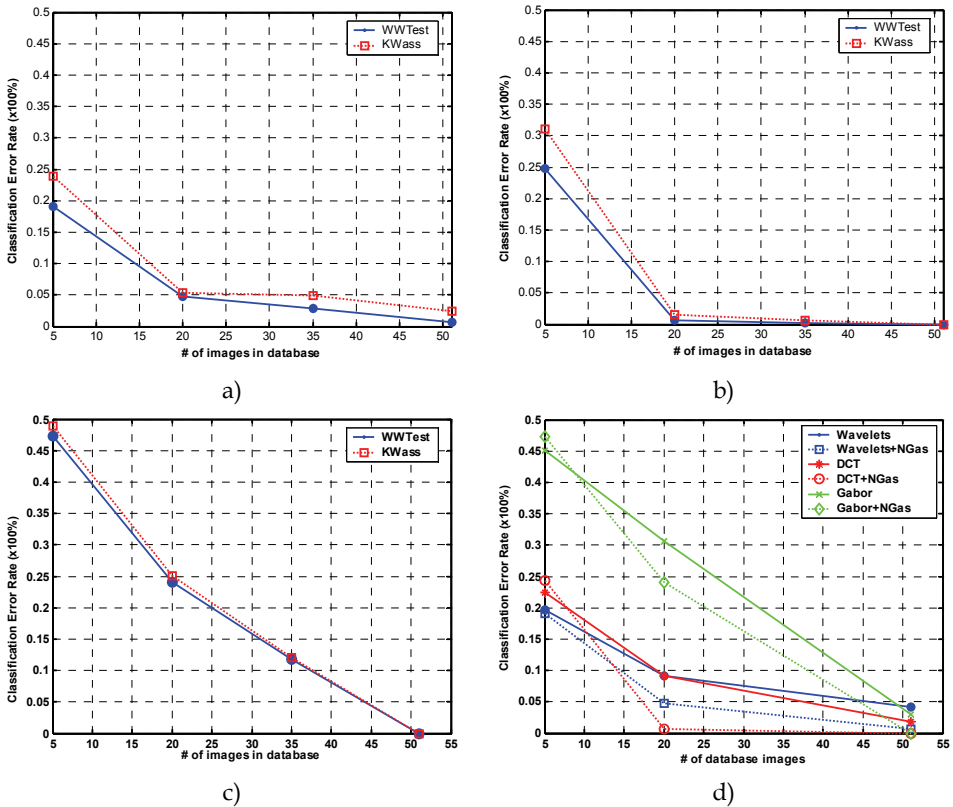 0.5
0.45
0.4
0.35
0.3
0.25
0.2
0.15
0.1
0.05
0
Classification Error Rate (x100%)
WWTest
KWass
5 10 15 20 25 30 35 40 45 50
# of images in database
a)
0.5
0.45
0.4
0.35
0.3
0.25
0.2
0.15
0.1
0.05
0
Classification Error Rate (x100%)
WWTest
KWass
5 10 15 20 25 30 35 40 45 50
# of images in database
b)
0.5
0.45
0.4
0.35
0.3
0.25
0.2
0.15
0.1
0.05
0
Classification Error Rate (x100%)
WWTest
KWass
5 10 15 20 25 30 35 40 45 50 55
# of images in database
c)
0.5
0.45
0.4
0.35
0.3
0.25
0.2
0.15
0.1
0.05
0
Classification Error Rate (x100%)
Wavelets
Wavelets+NGas
DCT
DCT+NGas
Gabor
Gabor+NGas
5 10 15 20 25 30 35 40 45 50 55
# of database images
d)